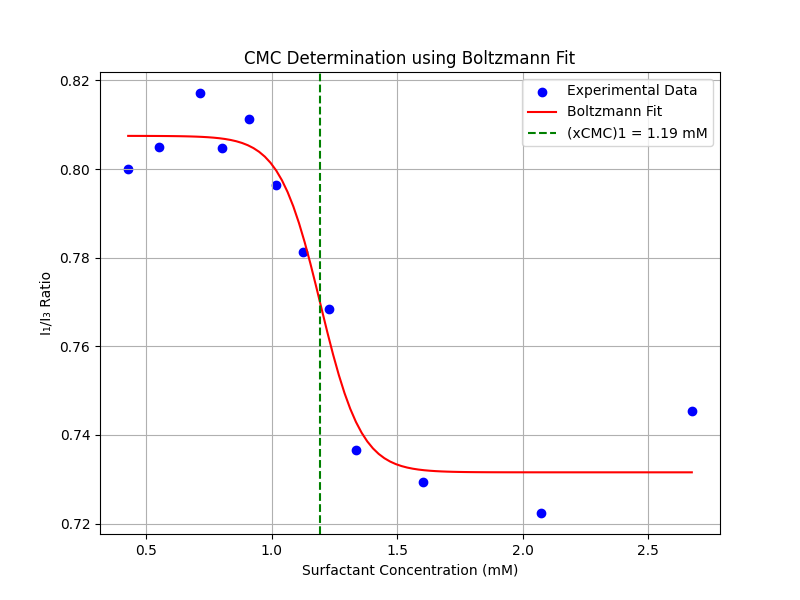 CMC Determination using Boltzmann Fit
Experimental Data
Boltzmann Fit
(xCMC)1 = 1.19 mM
I₁/I₃ Ratio
0.82
0.80
0.78
0.76
0.74
0.72
0.5
1.0
1.5
2.0
2.5
Surfactant Concentration (mM)